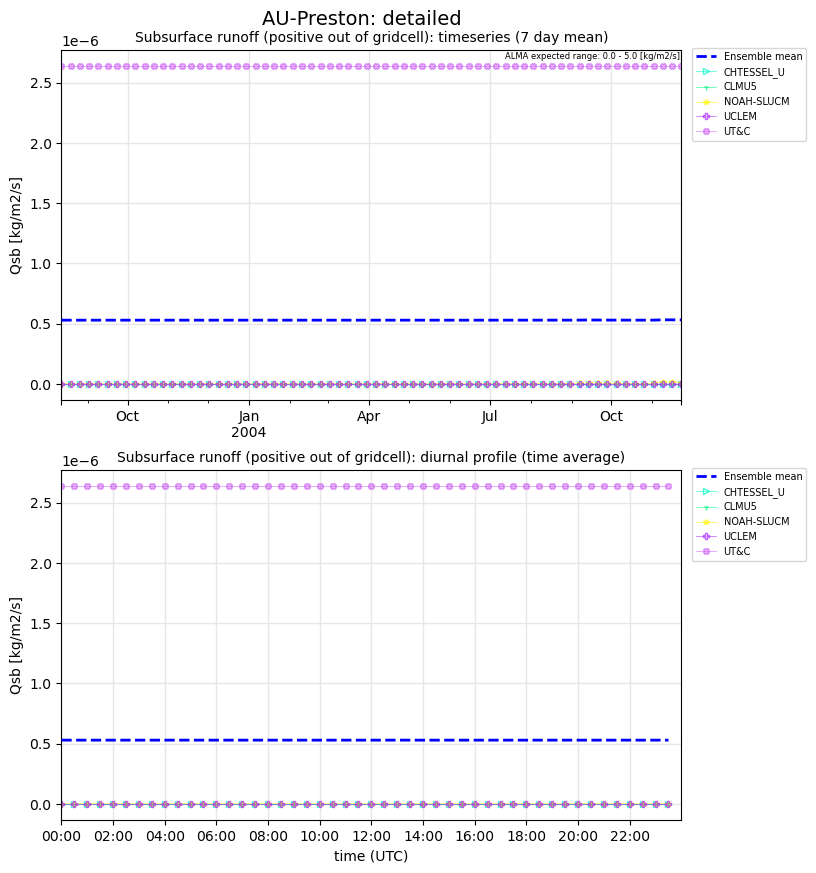 AU-Preston: detailed
Subsurface runoff (positive out of gridcell): timeseries (7 day mean)
1e−6
ALMA expected range: 0.0 - 5.0 [kg/m2/s]
Ensemble mean
CHTESSEL_U
CLMU5
NOAH-SLUCM
UCLEM
UT&C
2.5
2.0
1.5
1.0
0.5
0.0
Qsb [kg/m2/s]
Oct
Jan
2004
Apr
Jul
Oct
Subsurface runoff (positive out of gridcell): diurnal profile (time average)
1e−6
Ensemble mean
CHTESSEL_U
CLMU5
NOAH-SLUCM
UCLEM
UT&C
2.5
2.0
1.5
1.0
0.5
0.0
Qsb [kg/m2/s]
00:00 02:00 04:00 06:00 08:00 10:00 12:00 14:00 16:00 18:00 20:00 22:00
time (UTC)